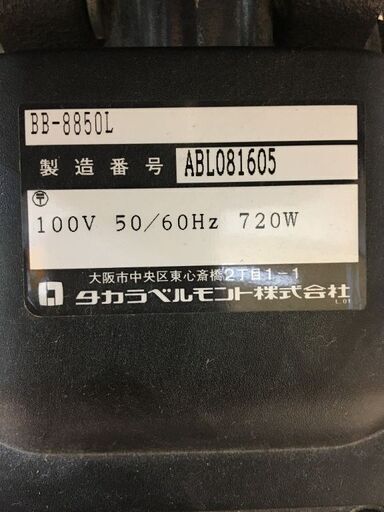 BB-8850L
製造番号 ABL081605
〶
100V 50/60Hz 720W
大阪市中央区東心斎橋2丁目1-1
タカラベルモント株式会社
L.01